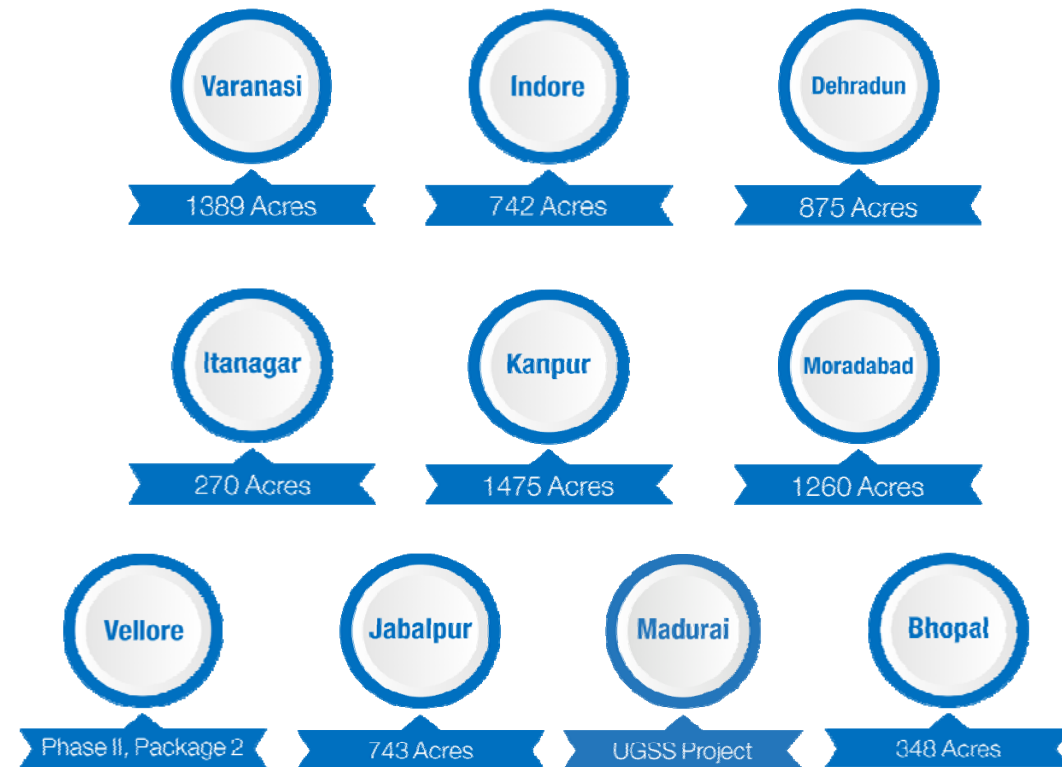 Varanasi
1389 Acres
Indore
742 Acres
Dehradun
875 Acres
Itanagar
270 Acres
Kanpur
1475 Acres
Moradabad
1260 Acres
Vellore
Phase II, Package 2
Jabalpur
743 Acres
Madurai
UGSS Project
Bhopal
348 Acres